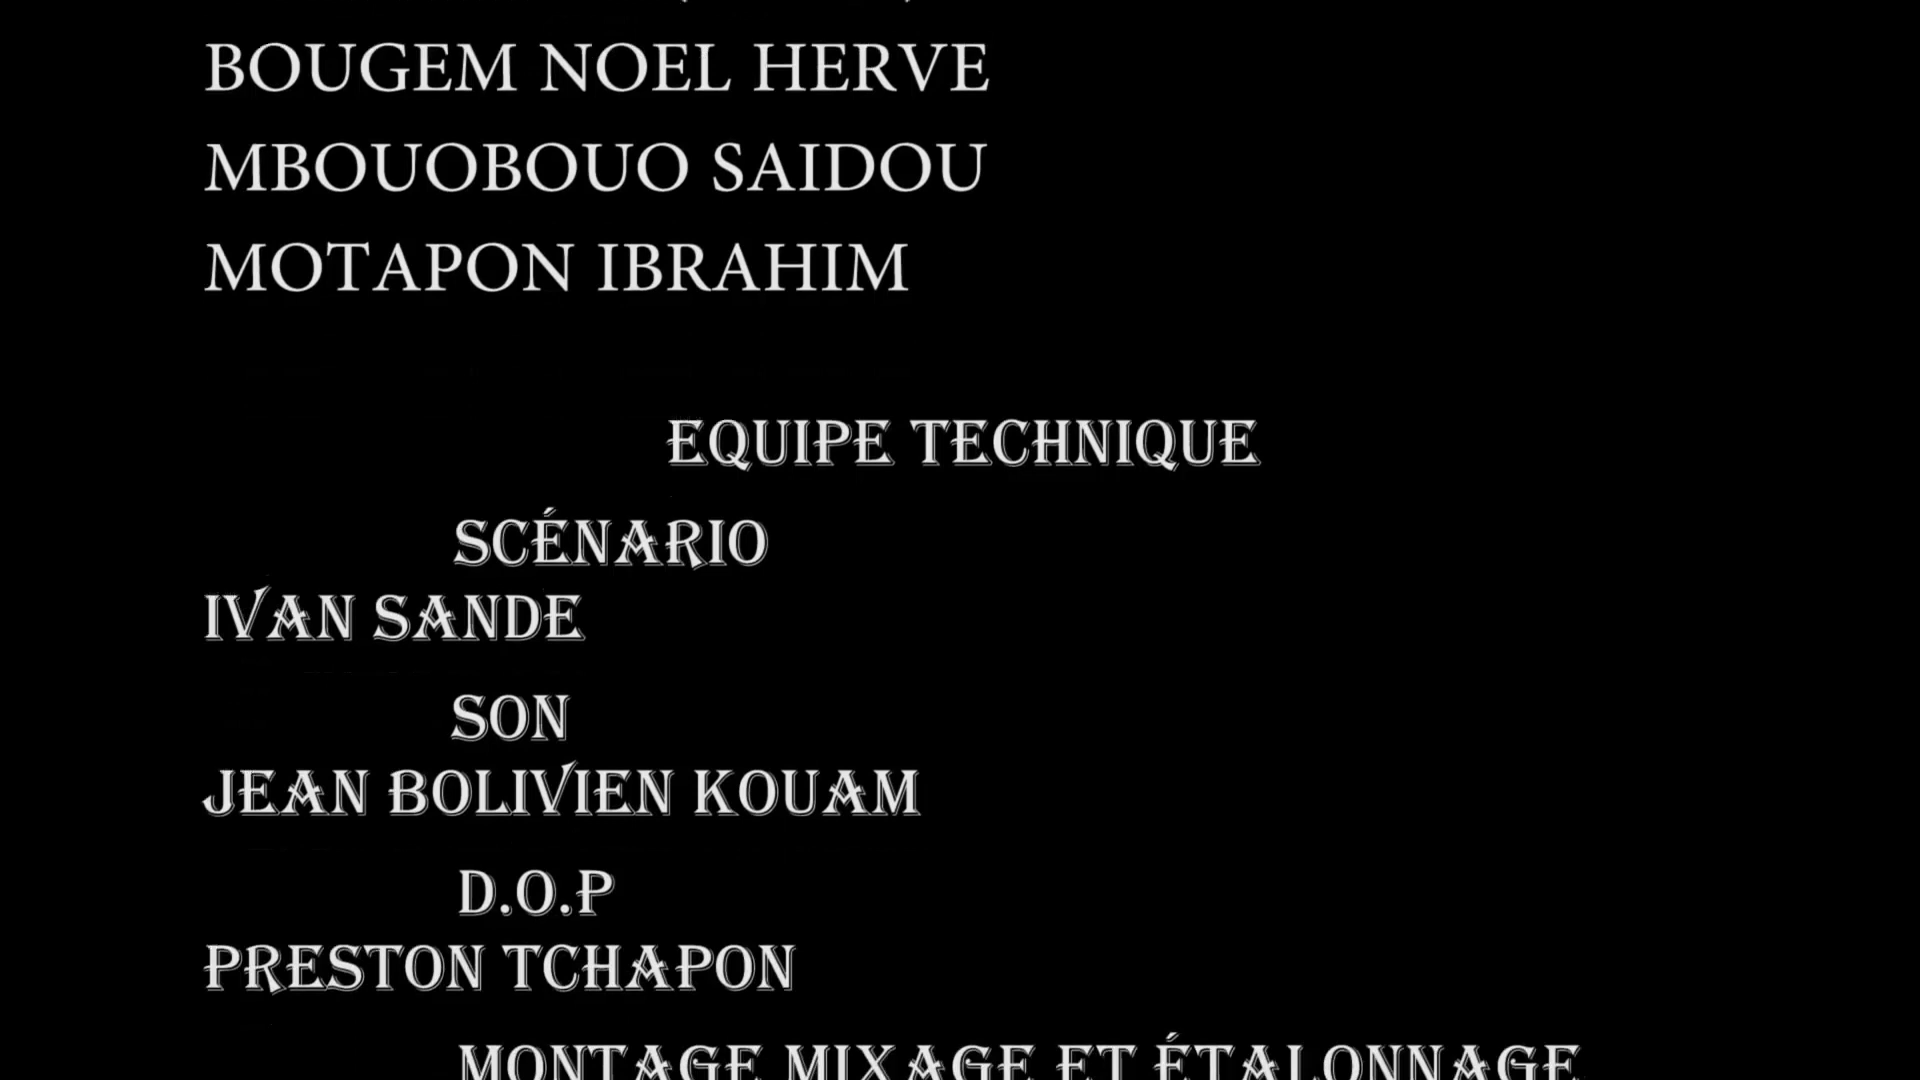 BOUGEM NOEL HERVE
MBOUOBOUO SAIDOU
MOTAPON IBRAHIM
EQUIPE TECHNIQUE
SCÉNARIO
IVAN SANDE
SON
JEAN BOLIVIEN KOUAM
D.O.P
PRESTON TCHAPON
MONTAGE MIXAGE ET ÉTALONNAGE